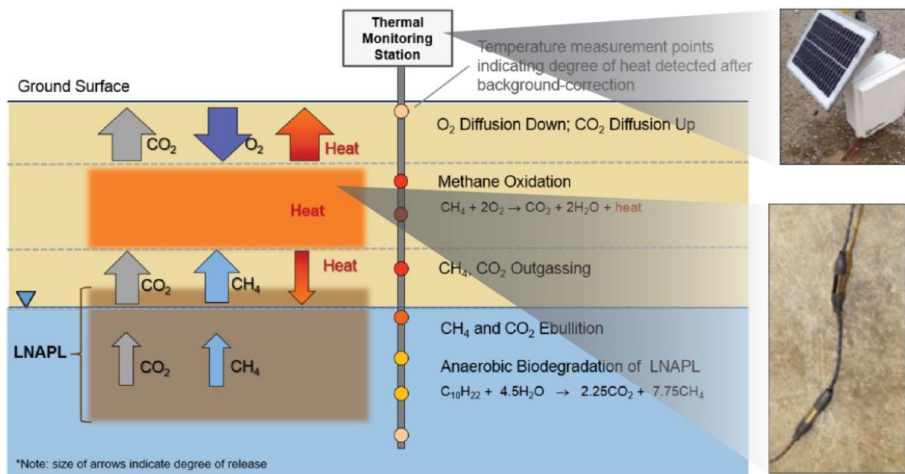 Thermal
Monitoring
Station
Temperature measurement points
indicating degree of heat detected after
background-correction
Ground Surface
CO₂
O₂
Heat
O₂ Diffusion Down; CO₂ Diffusion Up
Heat
Methane Oxidation
CH₄ + 2O₂ → CO₂ + 2H₂O + heat
CO₂
CH₄
Heat
CH₄, CO₂ Outgassing
LNAPL
CO₂
CH₄
CH₄ and CO₂ Ebullition
Anaerobic Biodegradation of LNAPL
C₁₀H₂₂ + 4.5H₂O → 2.25CO₂ + 7.75CH₄
*Note: size of arrows indicate degree of release